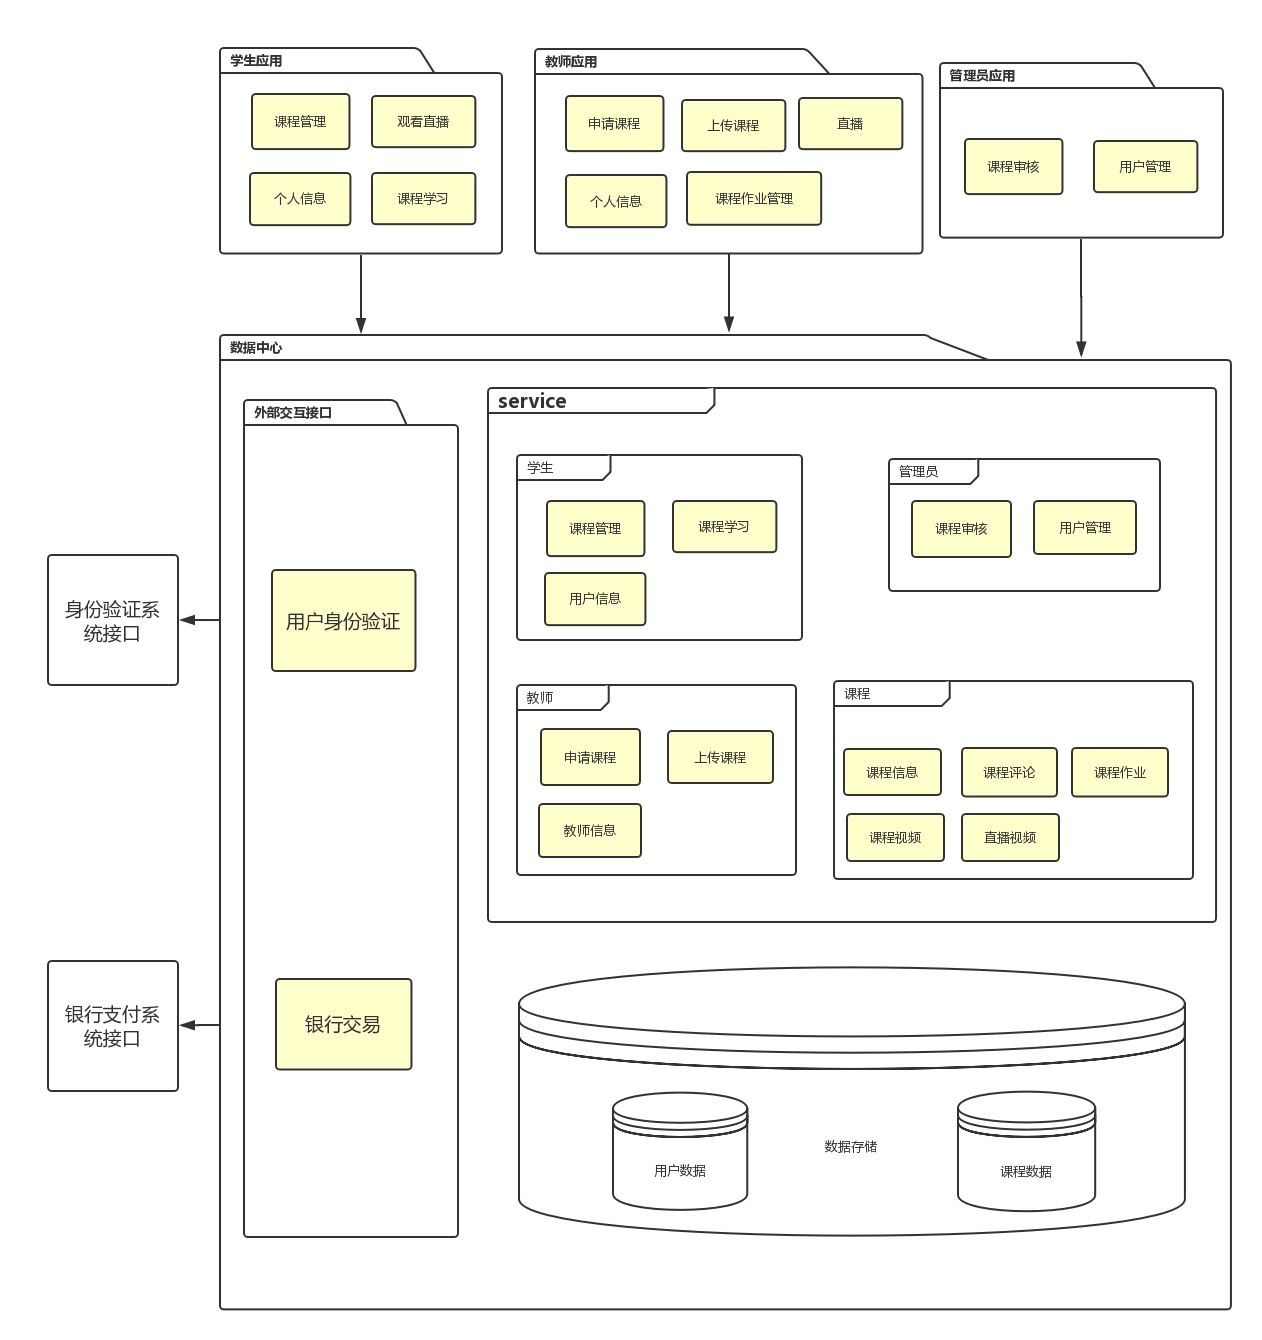 学生应用
课程管理
观看直播
个人信息
课程学习
教师应用
申请课程
上传课程
直播
个人信息
课程作业管理
管理员应用
课程审核
用户管理
数据中心
外部交互接口
用户身份验证
银行交易
身份验证系
统接口
银行支付系
统接口
service
学生
课程管理
课程学习
用户信息
管理员
课程审核
用户管理
教师
申请课程
上传课程
教师信息
课程
课程信息
课程评论
课程作业
课程视频
直播视频
数据存储
用户数据
课程数据